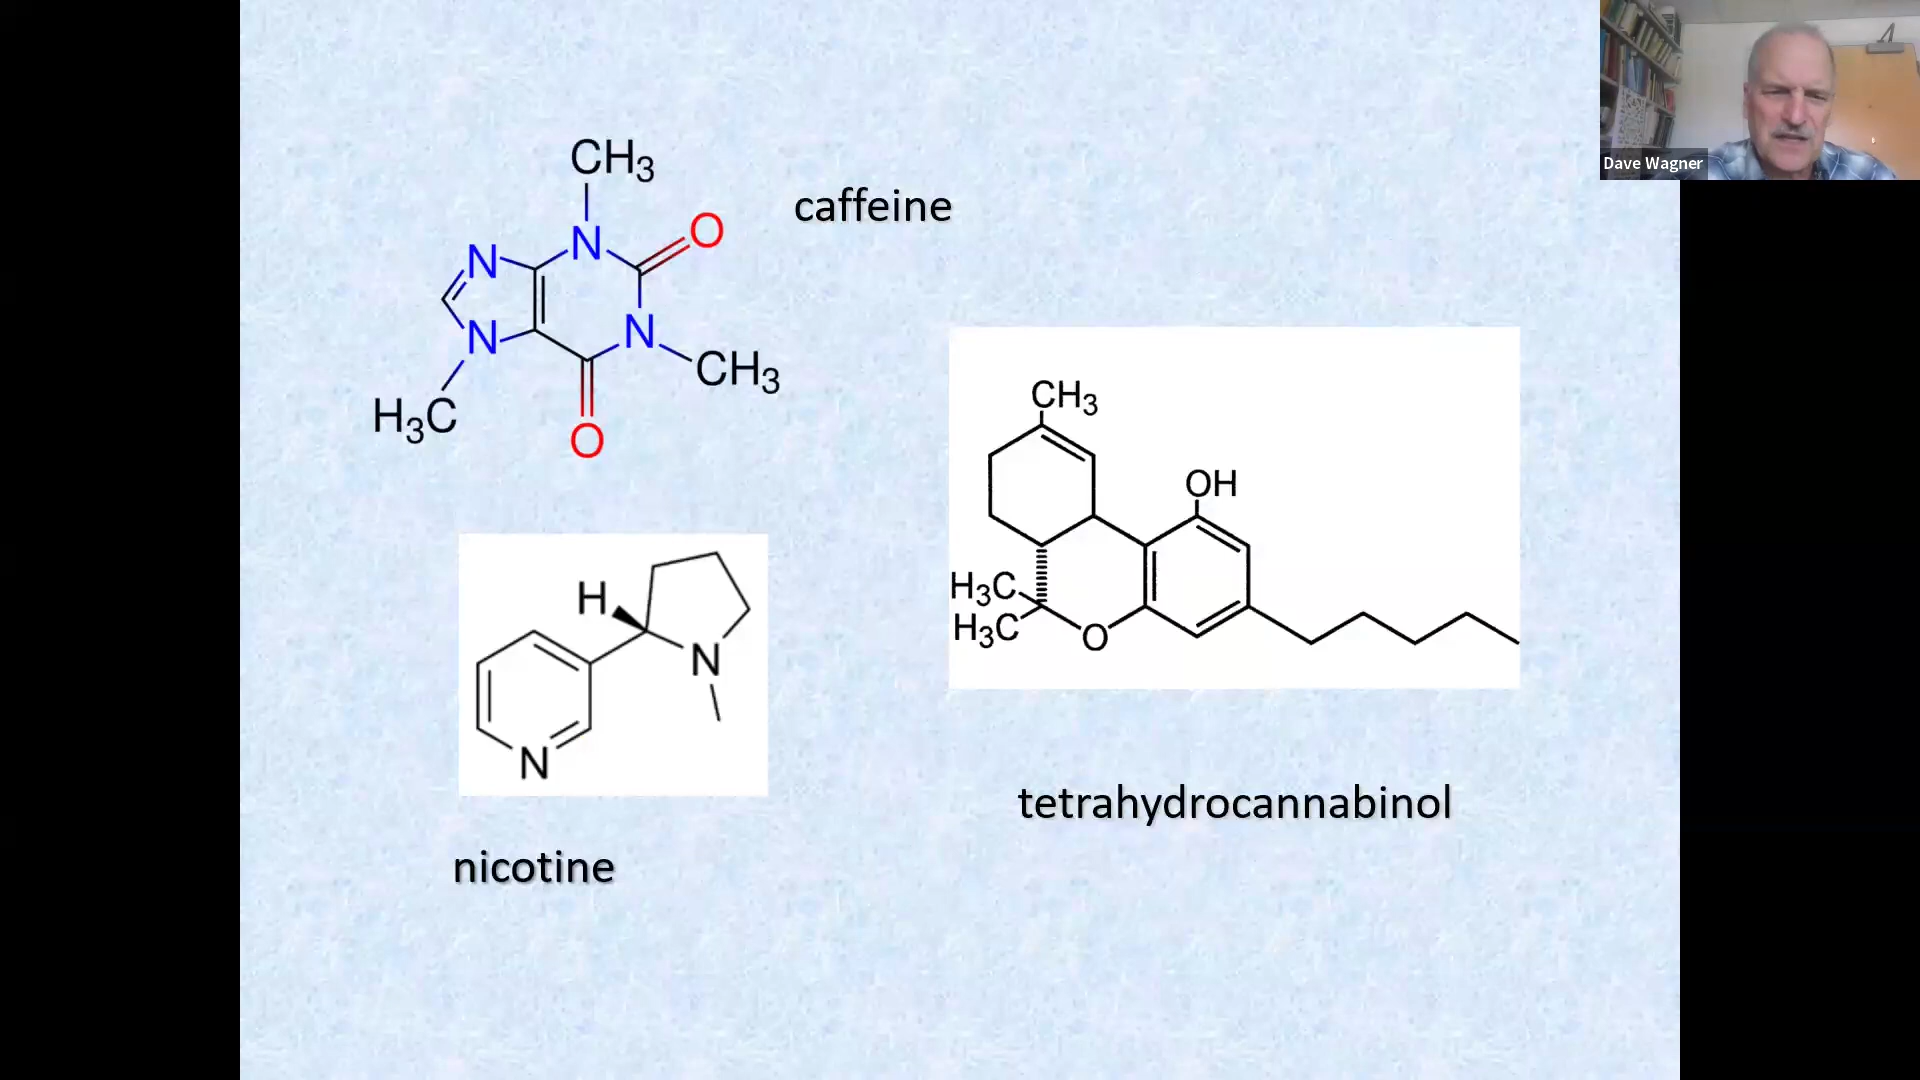 CH3
caffeine
O
N
N
N
N
CH3
H3C
O
Dave Wagner
CH3
OH
H3C
H3C
O
H
N
N
tetrahydrocannabinol
nicotine